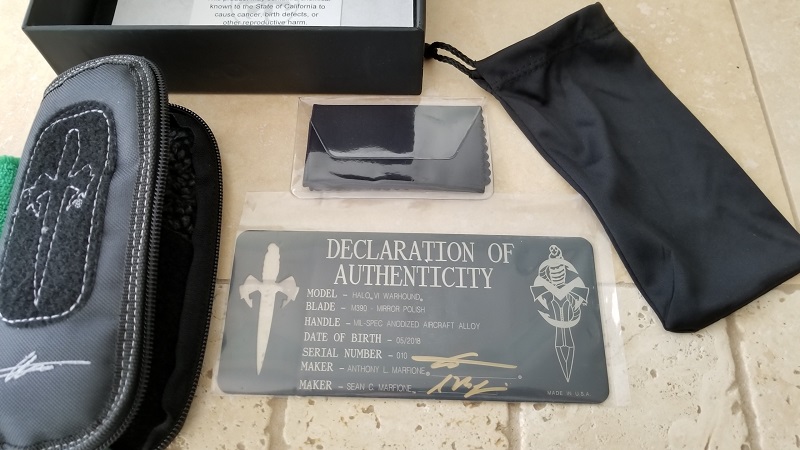 known to the State of California to
cause cancer, birth defects, or
other reproductive harm.
DECLARATION OF
AUTHENTICITY
MODEL - HALO VI WARHOUND
BLADE - M390 - MIRROR POLISH
HANDLE - MIL-SPEC ANODIZED AIRCRAFT ALLOY
DATE OF BIRTH - 05/2018
SERIAL NUMBER - 010
MAKER - ANTHONY L. MARFIONE
MAKER - SEAN C. MARFIONE
MADE IN U.S.A.